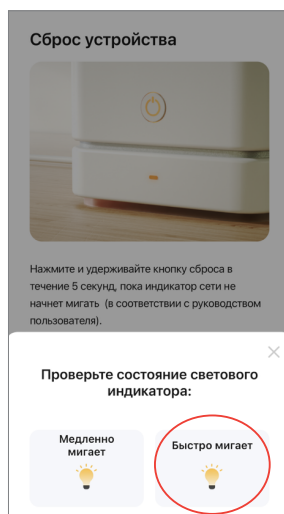 Сброс устройства
Нажмите и удерживайте кнопку сброса в
течение 5 секунд, пока индикатор сети не
начнет мигать (в соответствии с руководством
пользователя).
Проверьте состояние светового
индикатора:
Медленно
мигает
Быстро мигает